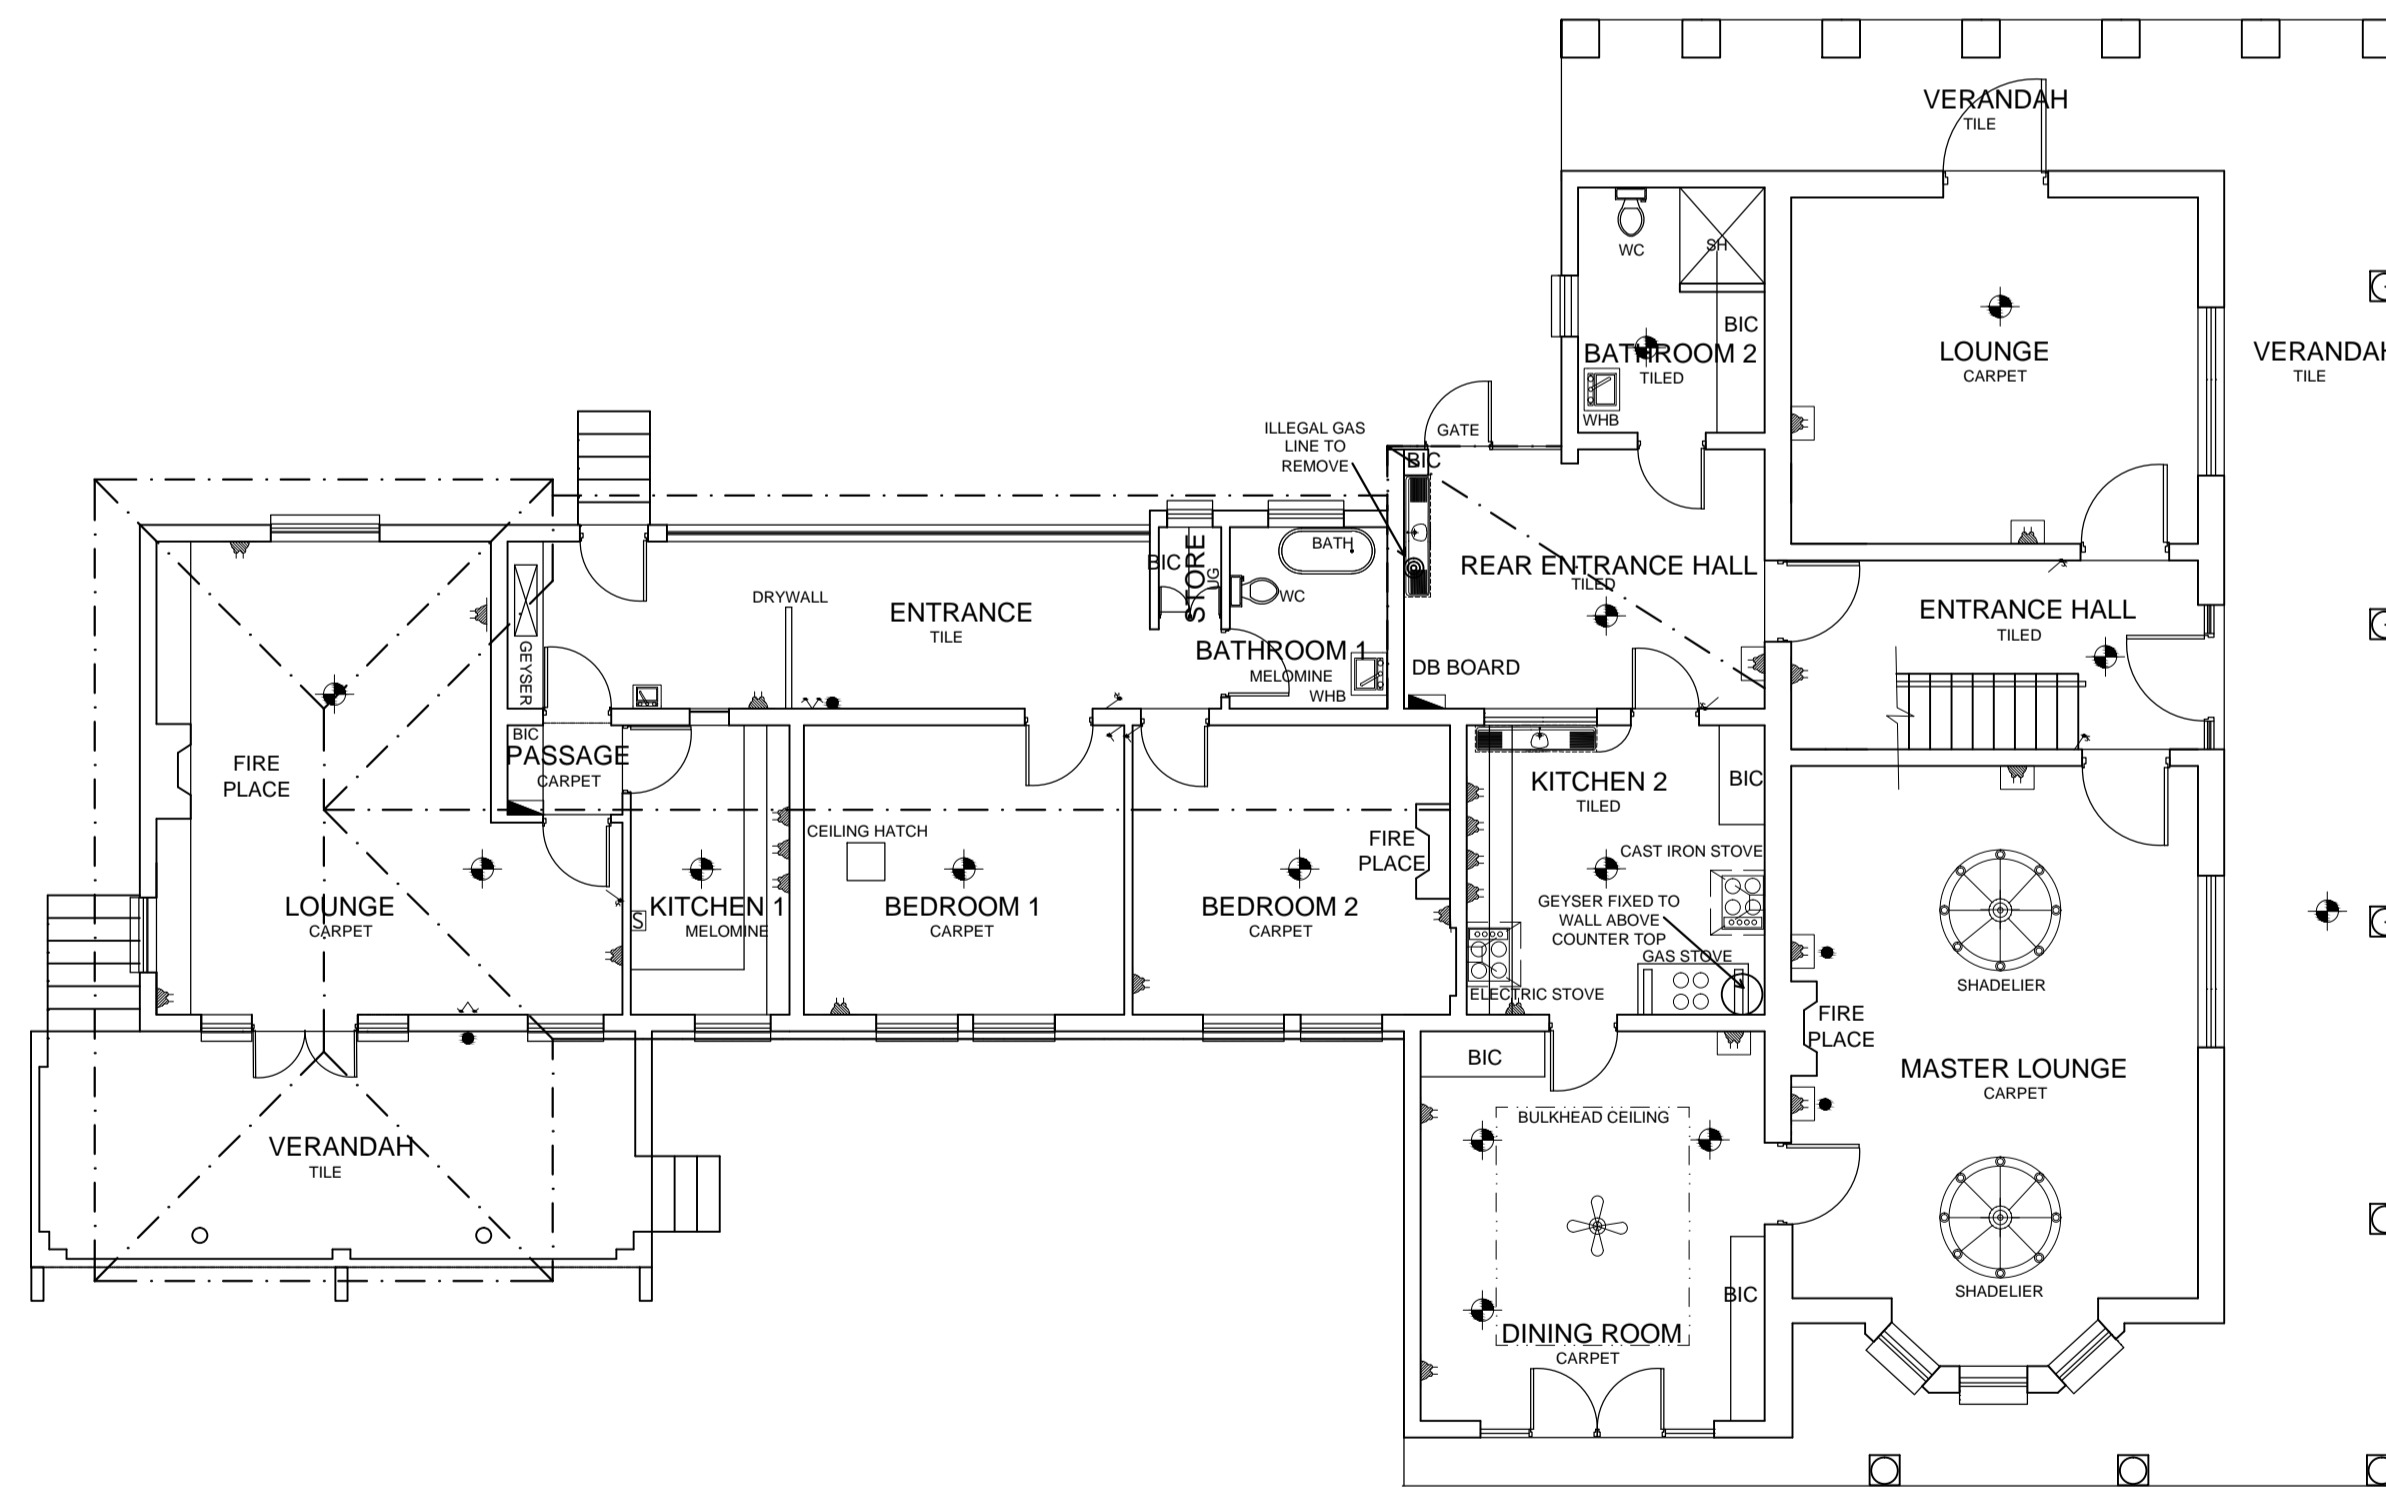 VERANDAH
TILE
WC
SH
BIC
BATHROOM 2
TILED
WHB
LOUNGE
CARPET
VERANDAH
TILE
ILLEGAL GAS
LINE TO
REMOVE
GATE
BIC
REAR ENTRANCE HALL
TILED
DB BOARD
ENTRANCE HALL
TILED
GEYSER
DRYWALL
ENTRANCE
TILE
BIC
STORE
BATH
WC
BATHROOM 1
MELOMINE
WHB
FIRE
PLACE
BIC
PASSAGE
CARPET
LOUNGE
CARPET
S
KITCHEN 1
MELOMINE
CEILING HATCH
BEDROOM 1
CARPET
BEDROOM 2
CARPET
FIRE
PLACE
KITCHEN 2
TILED
BIC
CAST IRON STOVE
GEYSER FIXED TO
WALL ABOVE
COUNTER TOP
GAS STOVE
ELECTRIC STOVE
SHADELIER
FIRE
PLACE
MASTER LOUNGE
CARPET
SHADELIER
BIC
BULKHEAD CEILING
BIC
DINING ROOM
CARPET
VERANDAH
TILE